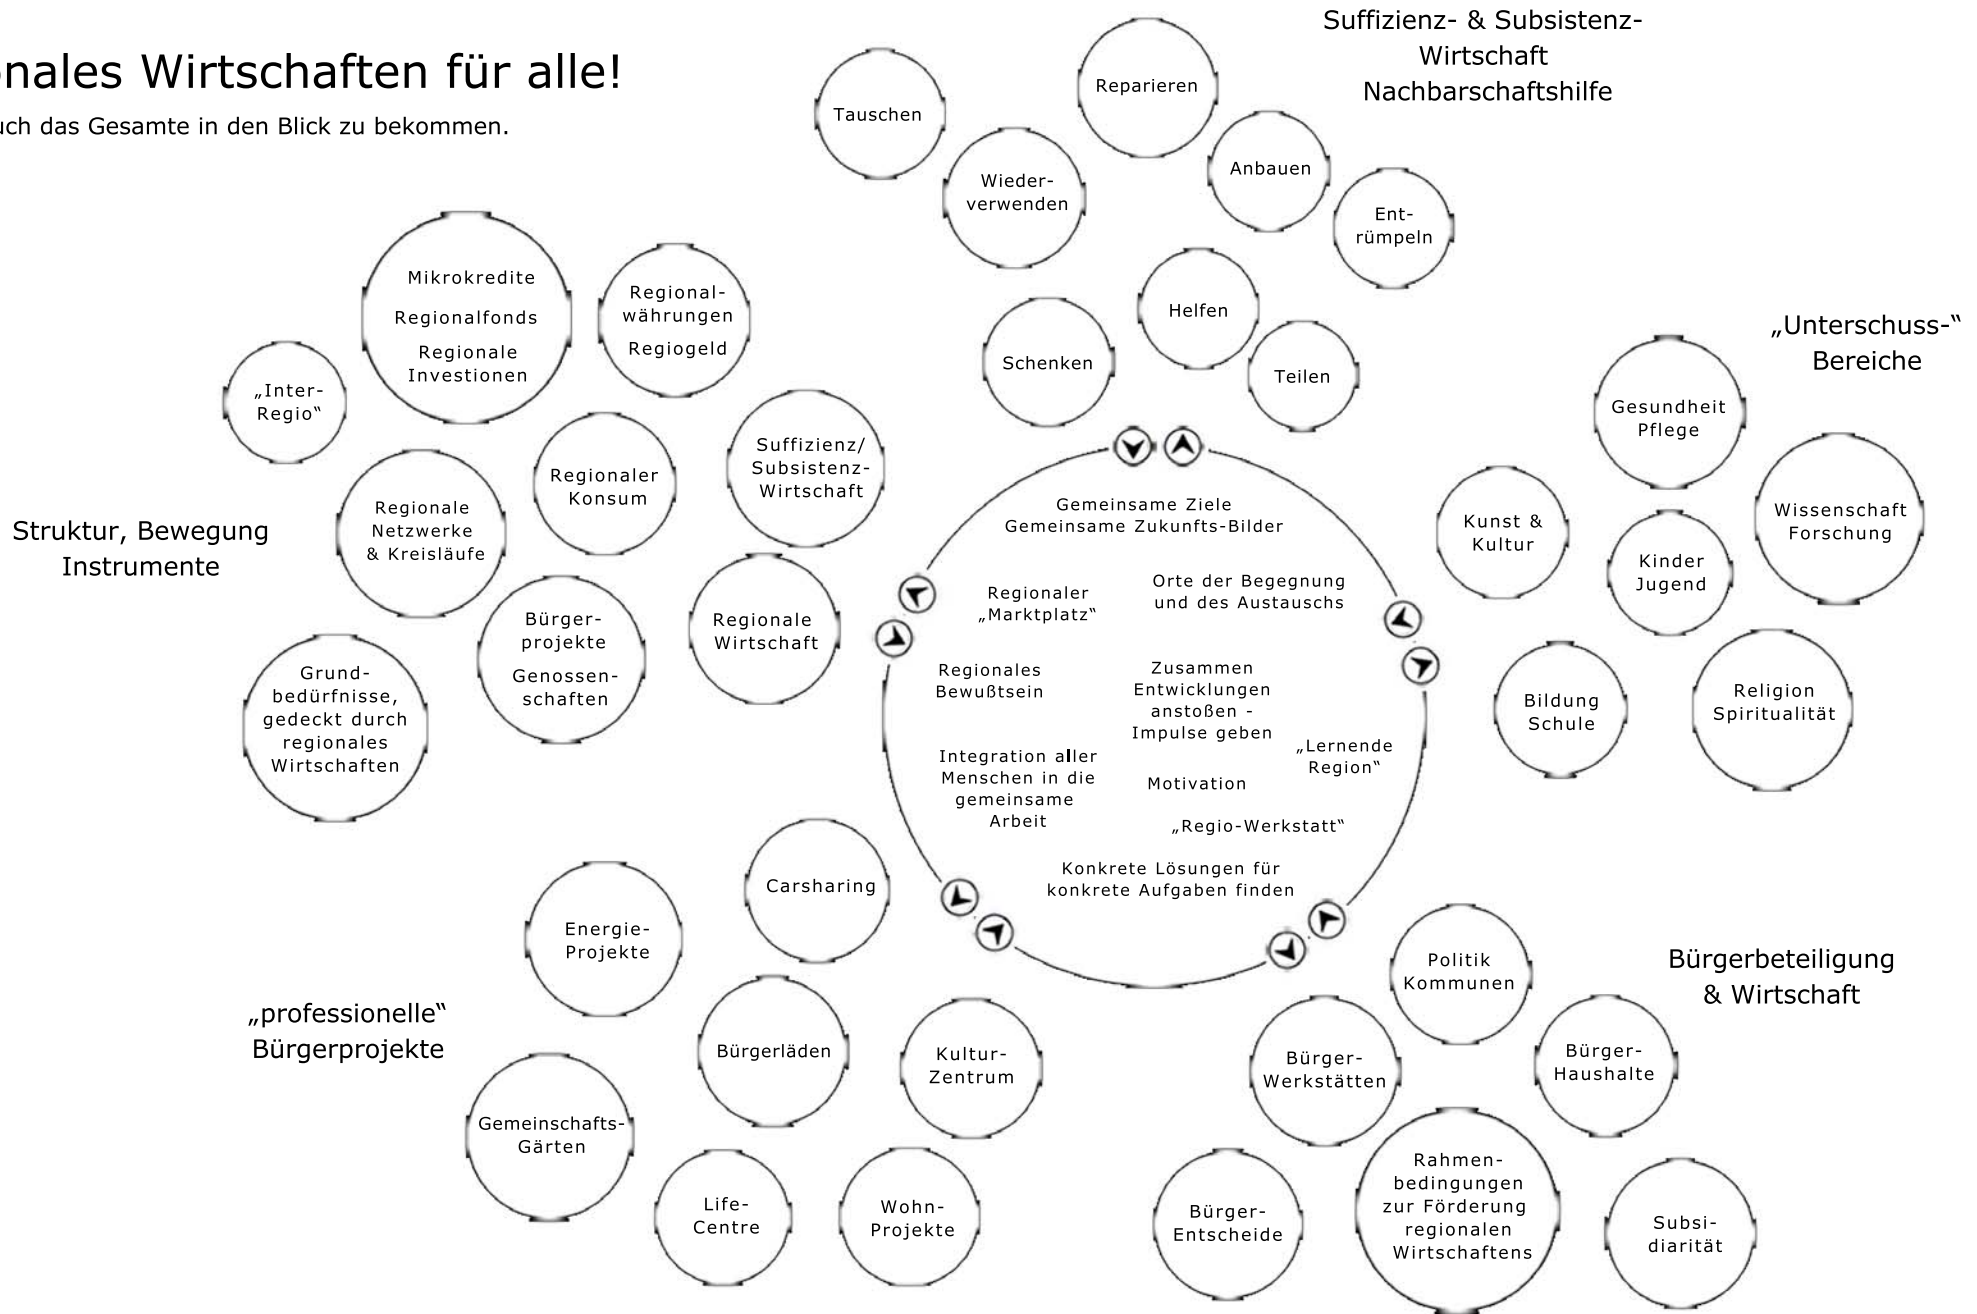 onales Wirtschaften für alle!
uch das Gesamte in den Blick zu bekommen.
Suffizienz- & Subsistenz-
Wirtschaft
Nachbarschaftshilfe
Tauschen
Reparieren
Wieder-
verwenden
Anbauen
Ent-
rümpeln
Schenken
Helfen
Teilen
Struktur, Bewegung
Instrumente
Mikrokredite
Regionalfonds
Regionale
Investionen
Regional-
währungen
Regiogeld
„Inter-
Regio“
Regionaler
Konsum
Suffizienz/
Subsistenz-
Wirtschaft
Regionale
Netzwerke
& Kreisläufe
Bürger-
projekte
Genossen-
schaften
Regionale
Wirtschaft
Grund-
bedürfnisse,
gedeckt durch
regionales
Wirtschaften
„Unterschuss-“
Bereiche
Gesundheit
Pflege
Kunst &
Kultur
Wissenschaft
Forschung
Kinder
Jugend
Bildung
Schule
Religion
Spiritualität
Gemeinsame Ziele
Gemeinsame Zukunfts-Bilder
Regionaler
„Marktplatz“
Orte der Begegnung
und des Austauschs
Regionales
Bewußtsein
Zusammen
Entwicklungen
anstoßen -
Impulse geben
„Lernende
Region“
Integration aller
Menschen in die
gemeinsame
Arbeit
Motivation
„Regio-Werkstatt“
Konkrete Lösungen für
konkrete Aufgaben finden
„professionelle“
Bürgerprojekte
Carsharing
Energie-
Projekte
Bürgerläden
Kultur-
Zentrum
Gemeinschafts-
Gärten
Life-
Centre
Wohn-
Projekte
Bürgerbeteiligung
& Wirtschaft
Politik
Kommunen
Bürger-
Werkstätten
Bürger-
Haushalte
Rahmen-
bedingungen
zur Förderung
regionalen
Wirtschaftens
Bürger-
Entscheide
Subsi-
diarität